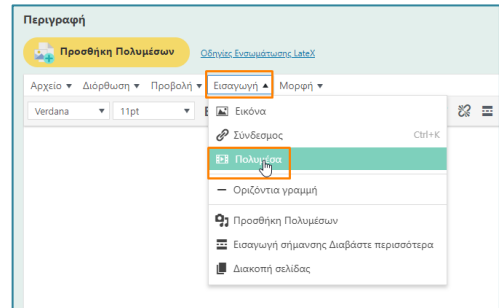 Περιγραφή
Προσθήκη Πολυμέσων Οδηγίες Ενσωμάτωσης LateX
Αρχείο Διόρθωση Προβολή Εισαγωγή Μορφή
Verdana 11pt
Εικόνα
Σύνδεσμος Ctrl+K
Πολυμέσα
Οριζόντια γραμμή
Προσθήκη Πολυμέσων
Εισαγωγή σήμανσης Διαβάστε περισσότερα
Διακοπή σελίδας